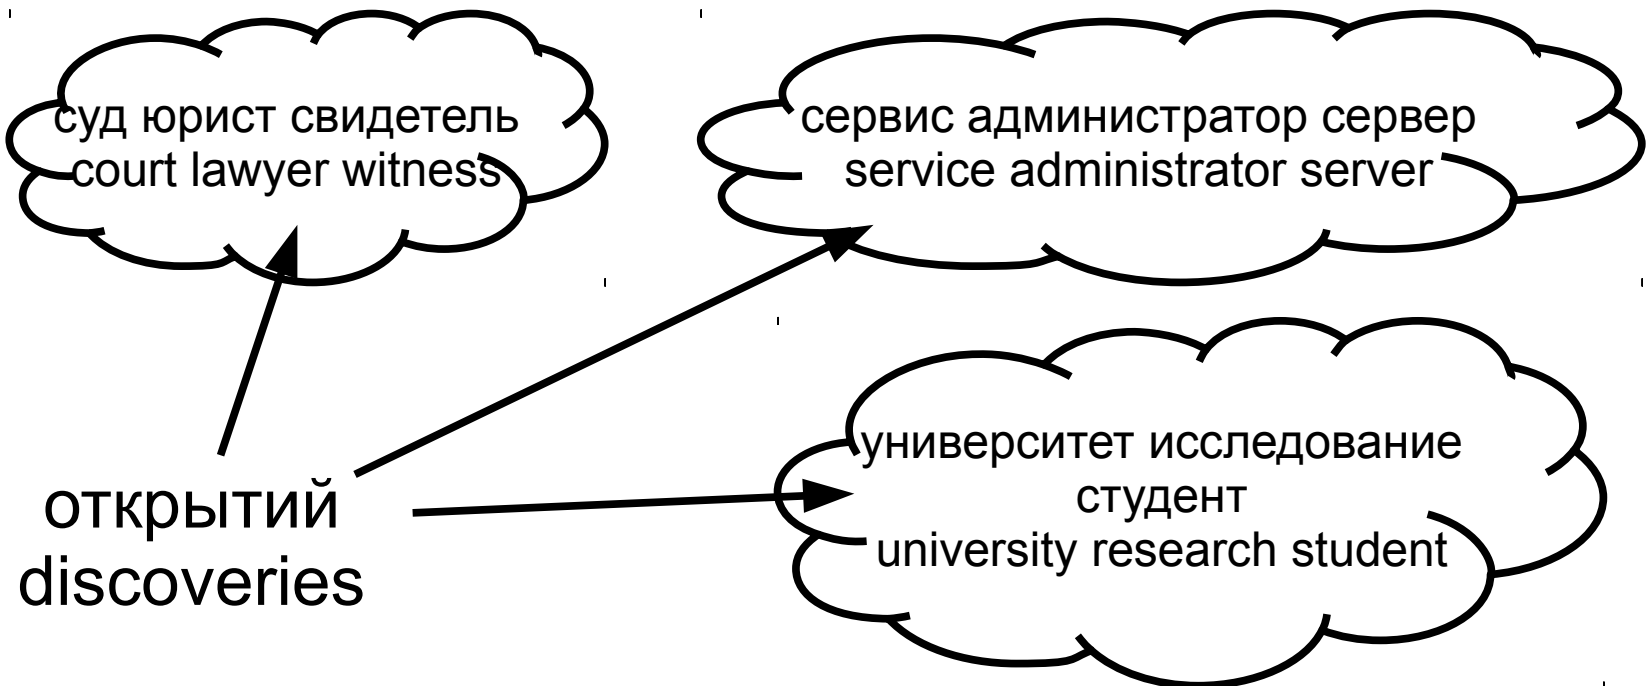 суд юрист свидетель
court lawyer witness
сервис администратор сервер
service administrator server
университет исследование
студент
university research student
открытий
discoveries